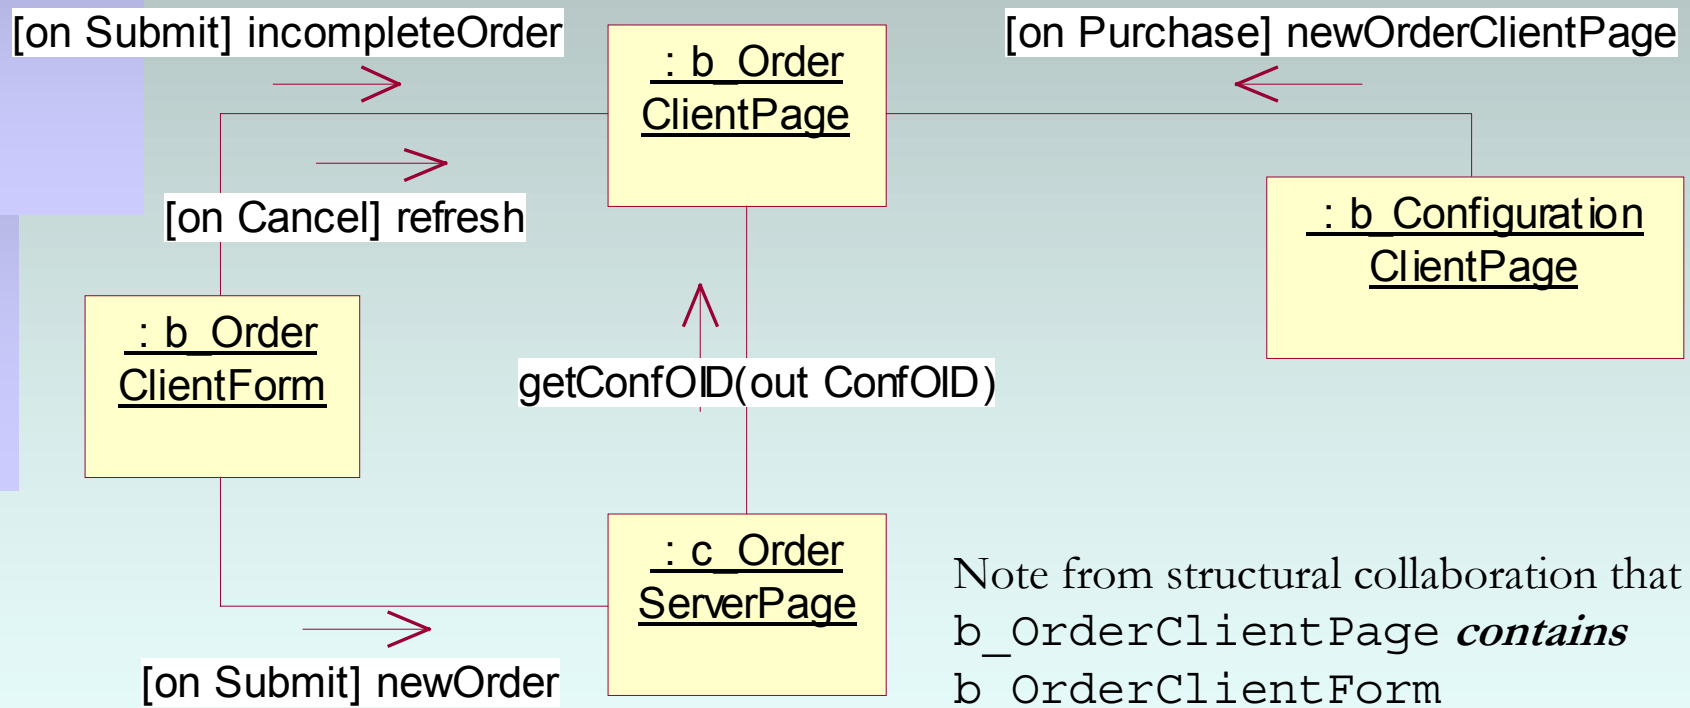 [on Submit] incompleteOrder
[on Purchase] newOrderClientPage
: b_Order
ClientPage
[on Cancel] refresh
: b_Configuration
ClientPage
: b_Order
ClientForm
getConfOID(out ConfOID)
: c_Order
ServerPage
[on Submit] newOrder
Note from structural collaboration that
b_OrderClientPage contains
b_OrderClientForm